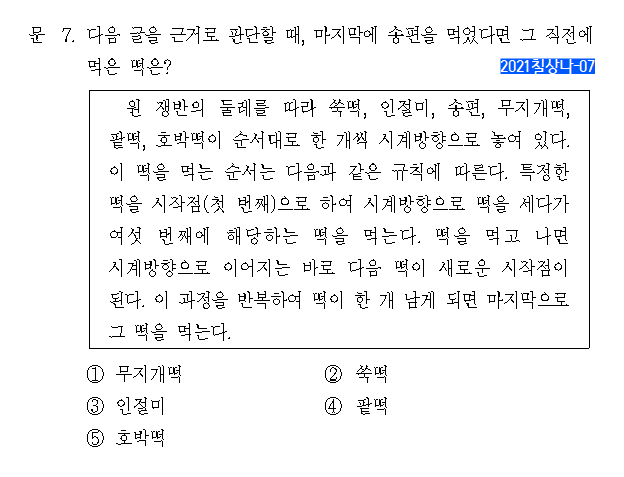 문 7. 다음 글을 근거로 판단할 때, 마지막에 송편을 먹었다면 그 직전에
먹은 떡은?
2021칠상나-07
원 쟁반의 둘레를 따라 쑥떡, 인절미, 송편, 무지개떡,
팥떡, 호박떡이 순서대로 한 개씩 시계방향으로 놓여 있다.
이 떡을 먹는 순서는 다음과 같은 규칙에 따른다. 특정한
떡을 시작점(첫 번째)으로 하여 시계방향으로 떡을 세다가
여섯 번째에 해당하는 떡을 먹는다. 떡을 먹고 나면
시계방향으로 이어지는 바로 다음 떡이 새로운 시작점이
된다. 이 과정을 반복하여 떡이 한 개 남게 되면 마지막으로
그 떡을 먹는다.
① 무지개떡 ② 쑥떡
③ 인절미 ④ 팥떡
⑤ 호박떡